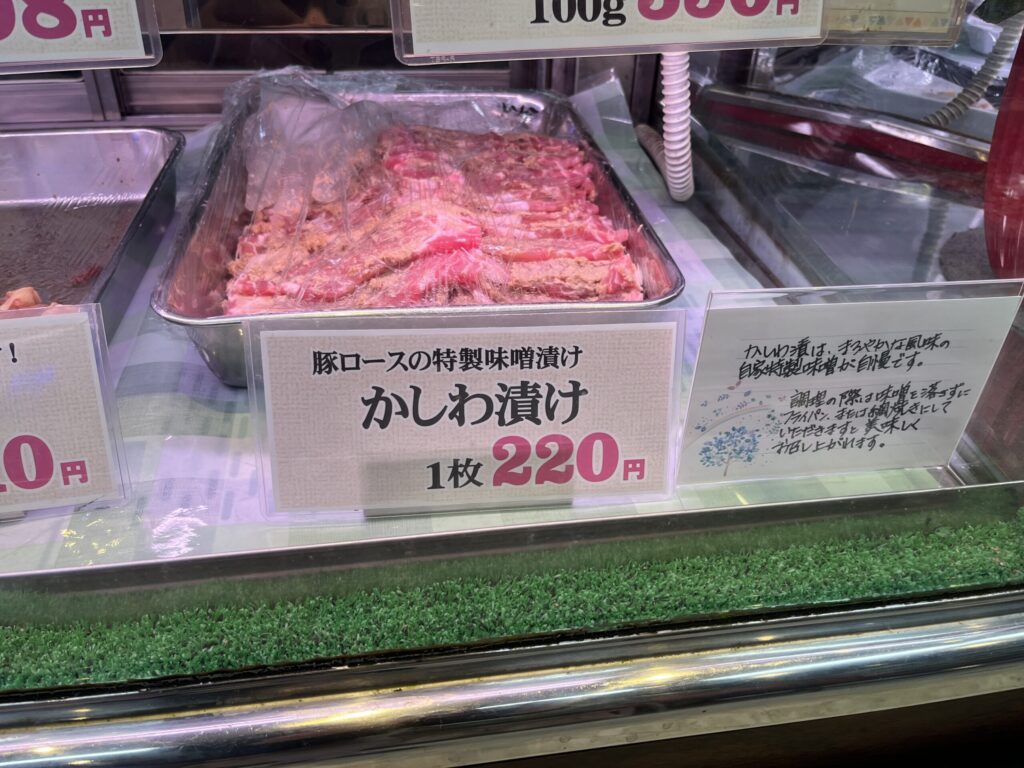 円
100g
円
豚ロースの特製味噌漬け
かしわ漬け
1枚 220円
!
円
かしわ漬は、まろやかな風味の
自家特製味噌が自慢です。
調理の際は味噌を落さずに
フライパン、または網焼きにして
いただきますと美味しく
お召し上がれます。